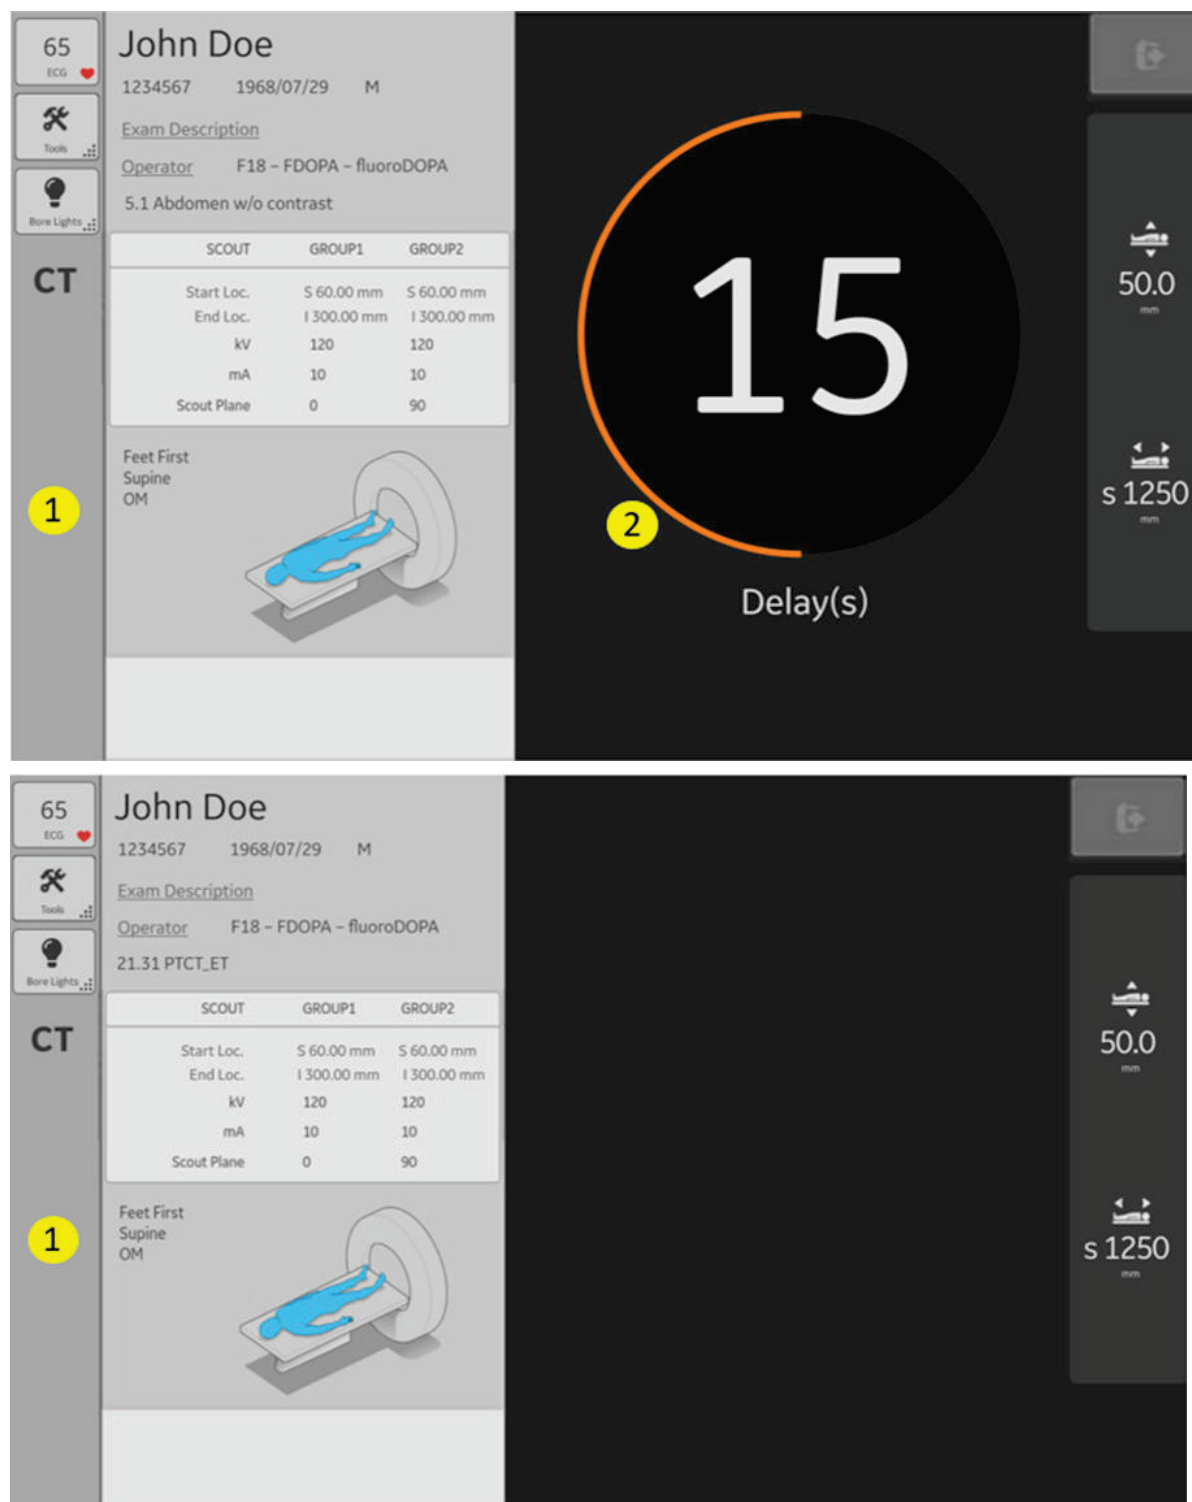 65
ECG
Tools
Bore Lights
CT
1
John Doe
1234567 1968/07/29 M
Exam Description
Operator F18 – FDOPA – fluoroDOPA
5.1 Abdomen w/o contrast
SCOUT GROUP1 GROUP2
Start Loc. S 60.00 mm S 60.00 mm
End Loc. I 300.00 mm I 300.00 mm
kV 120 120
mA 10 10
Scout Plane 0 90
Feet First
Supine
OM
15
2
Delay(s)
50.0
mm
s 1250
mm
65
ECG
Tools
Bore Lights
CT
1
John Doe
1234567 1968/07/29 M
Exam Description
Operator F18 – FDOPA – fluoroDOPA
21.31 PTCT_ET
SCOUT GROUP1 GROUP2
Start Loc. S 60.00 mm S 60.00 mm
End Loc. I 300.00 mm I 300.00 mm
kV 120 120
mA 10 10
Scout Plane 0 90
Feet First
Supine
OM
50.0
mm
s 1250
mm